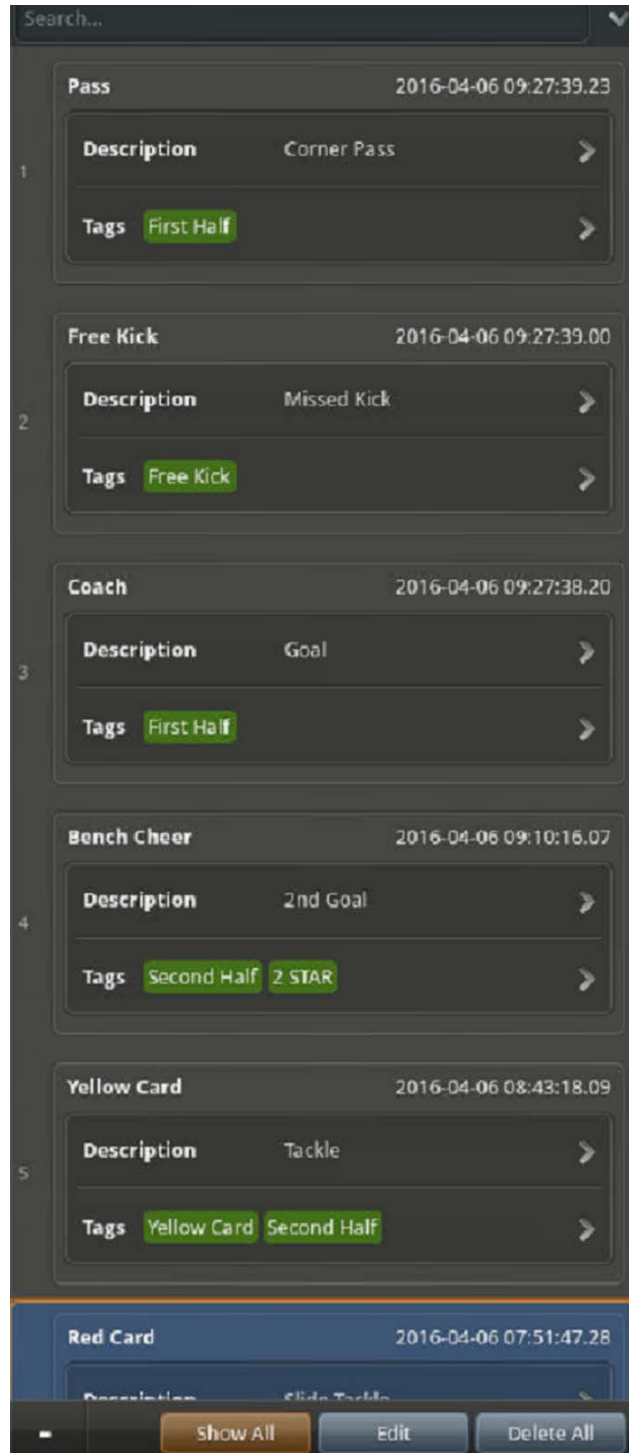 Search...
Pass 2016-04-06 09:27:39.23
1
Description Corner Pass
Tags First Half
Free Kick 2016-04-06 09:27:39.00
2
Description Missed Kick
Tags Free Kick
Coach 2016-04-06 09:27:38.20
3
Description Goal
Tags First Half
Bench Cheer 2016-04-06 09:10:16.07
4
Description 2nd Goal
Tags Second Half 2 STAR
Yellow Card 2016-04-06 08:43:18.09
5
Description Tackle
Tags Yellow Card Second Half
Red Card 2016-04-06 07:51:47.28
Description Slide Tackle
- Show All Edit Delete All